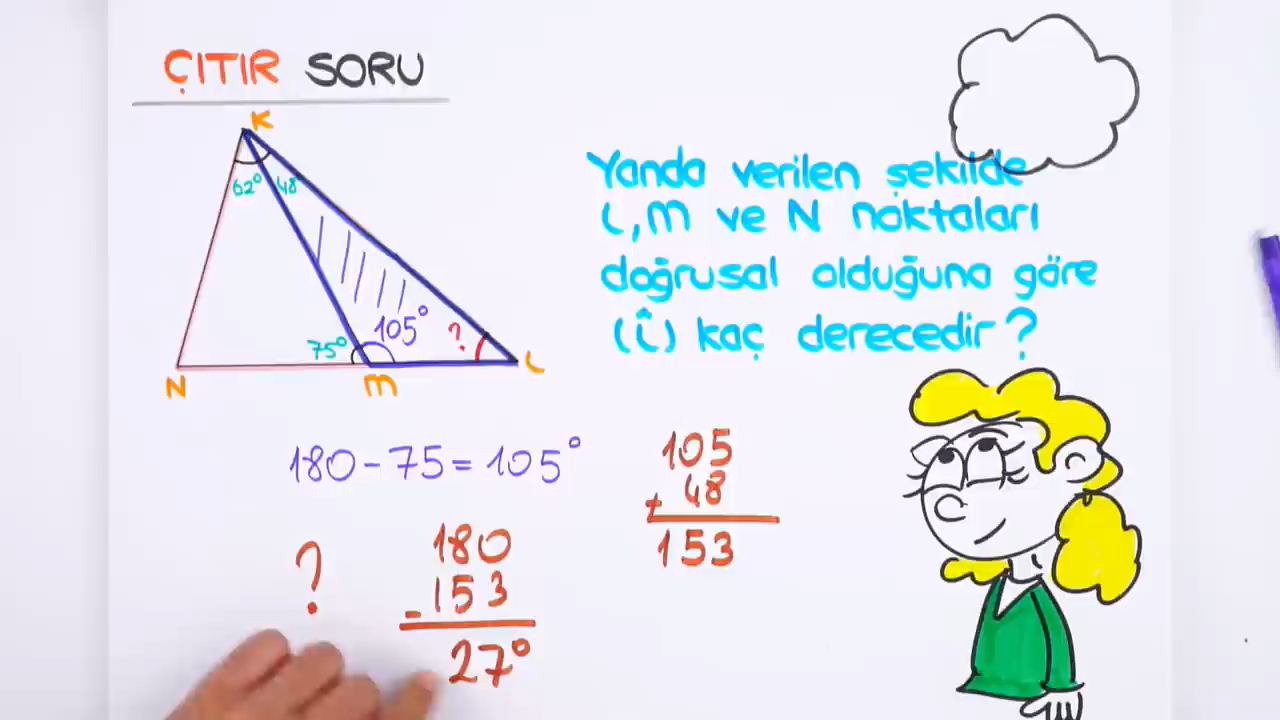 ÇITIR SORU
K
62° 48°
105°
75°
?
N
M
L
Yanda verilen şekilde
L, M ve N noktaları
doğrusal olduğuna göre
(L̂) kaç derecedir?
180-75=105°
105
+ 48
153
?
180
-153
27°